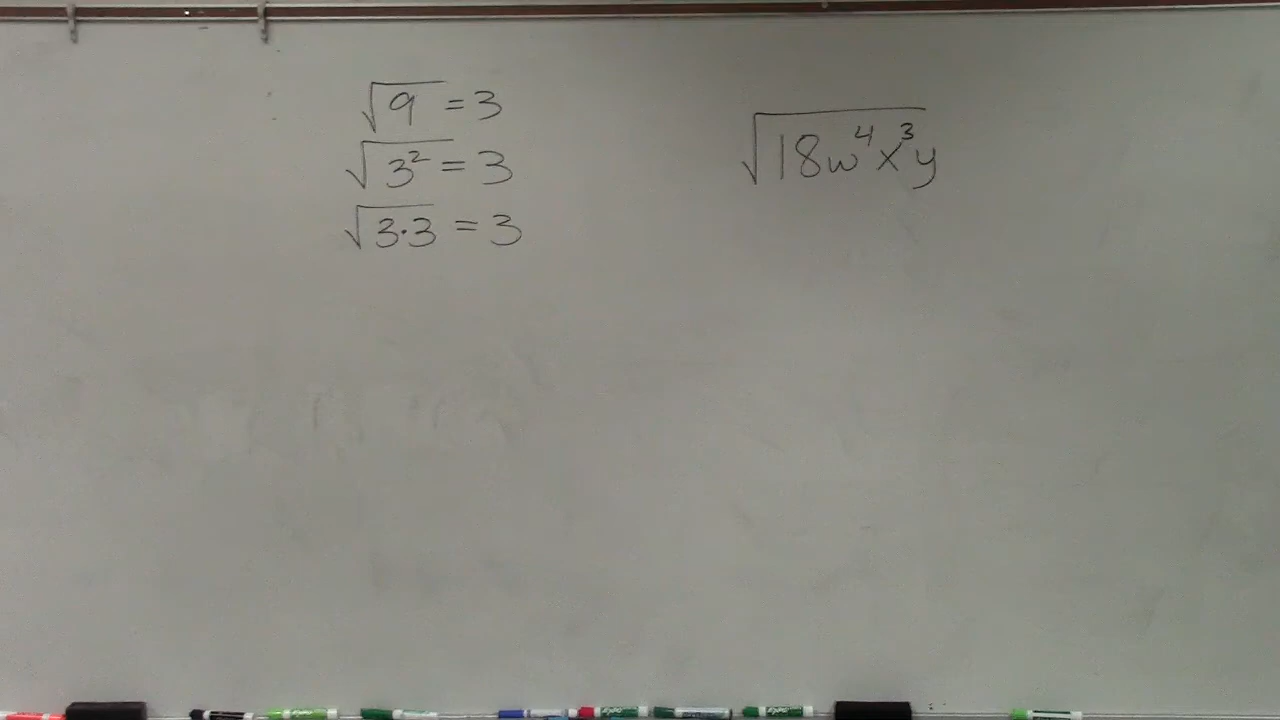 √9 = 3
√3² = 3
√3·3 = 3
√18w⁴x³y